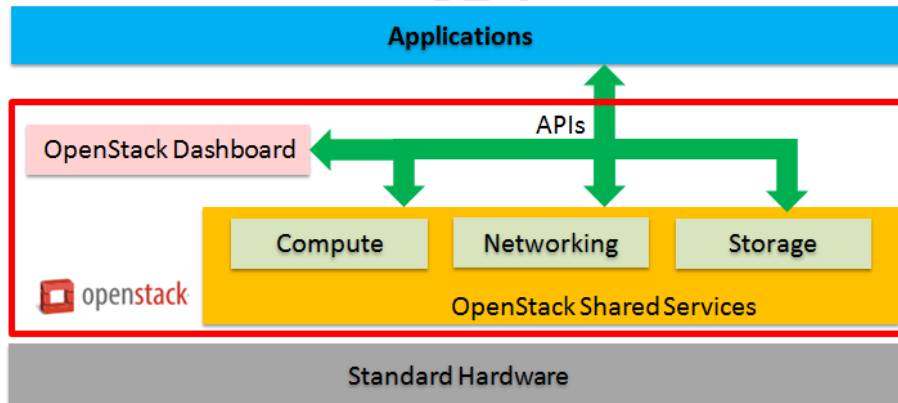 Applications
APIs
OpenStack Dashboard
Compute
Networking
Storage
openstack
OpenStack Shared Services
Standard Hardware